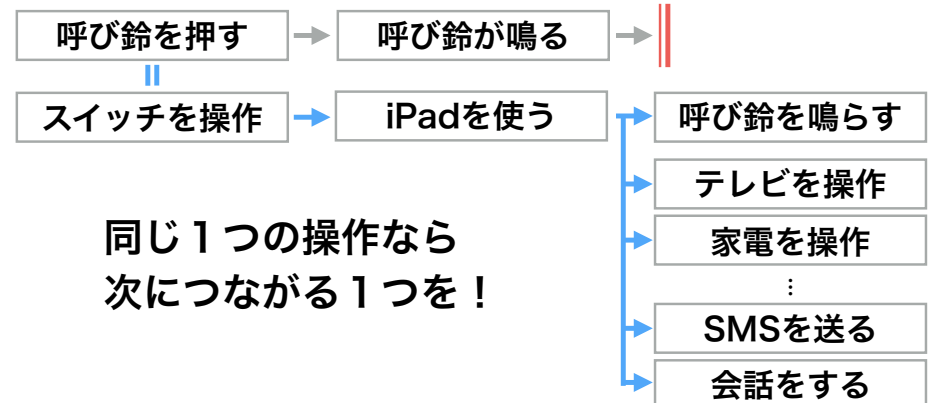 呼び鈴を押す
呼び鈴が鳴る
スイッチを操作
iPadを使う
呼び鈴を鳴らす
テレビを操作
家電を操作
⋮
SMSを送る
会話をする
同じ１つの操作なら
次につながる１つを！